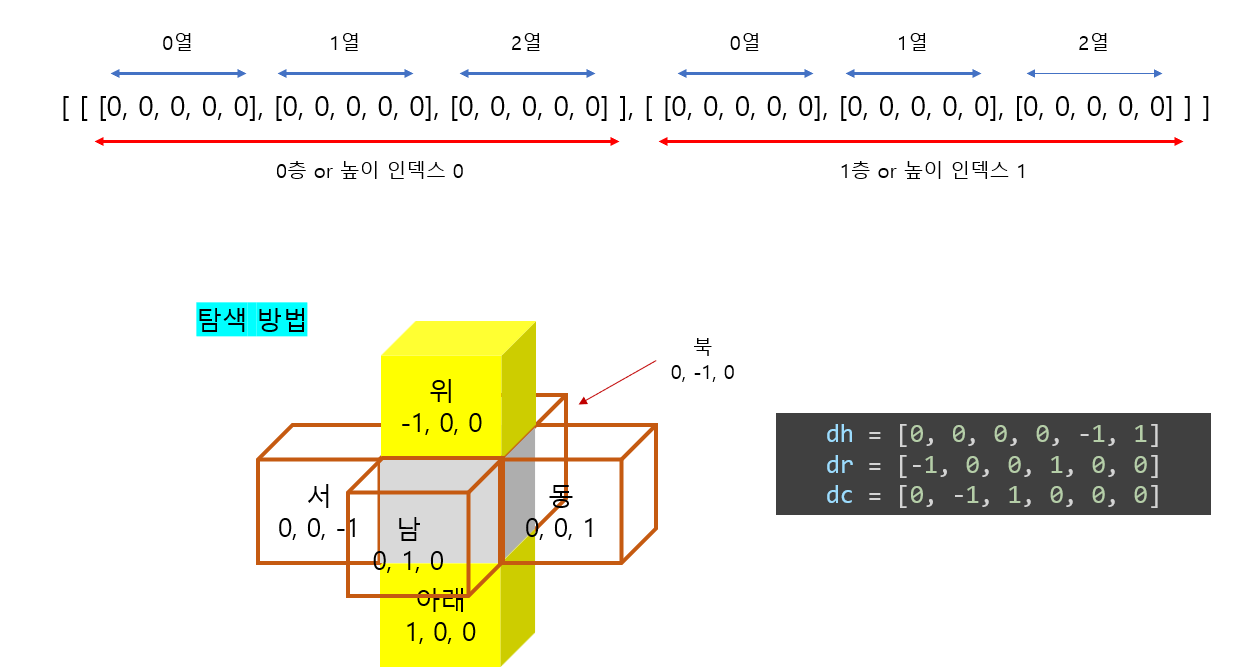 0열 1열 2열 0열 1열 2열
[ [ [0, 0, 0, 0, 0], [0, 0, 0, 0, 0], [0, 0, 0, 0, 0] ], [ [0, 0, 0, 0, 0], [0, 0, 0, 0, 0], [0, 0, 0, 0, 0] ] ]
0층 or 높이 인덱스 0 1층 or 높이 인덱스 1
탐색 방법
북
0, -1, 0
위
-1, 0, 0
서
0, 0, -1
남
0, 1, 0
동
0, 0, 1
아래
1, 0, 0
dh = [0, 0, 0, 0, -1, 1]
dr = [-1, 0, 0, 1, 0, 0]
dc = [0, -1, 1, 0, 0, 0]